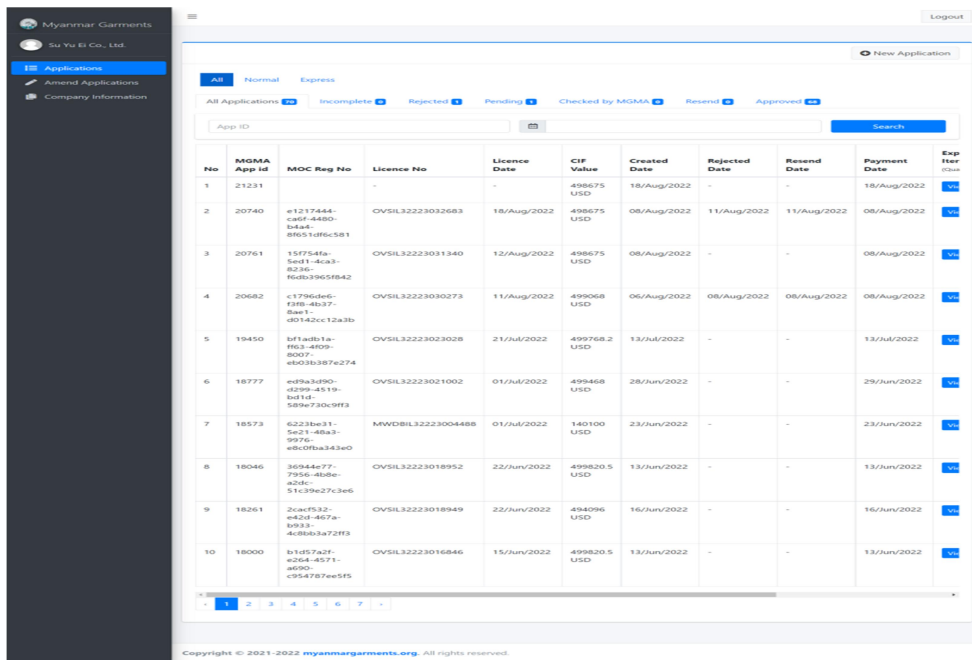 Myanmar Garments
Logout
Su Yu Ei Co., Ltd.
New Application
Applications
Amend Applications
Company Information
All Normal Express
All Applications 70 Incomplete 0 Rejected 1 Pending 1 Checked by MGMA 0 Resend 0 Approved 68
App ID Search
No MGMA App id MOC Reg No Licence No Licence Date CIF Value Created Date Rejected Date Resend Date Payment Date
1 21231 - - 498675 USD 18/Aug/2022 - - 18/Aug/2022
2 20740 e1217444-ca6f-4480-b4a4-8f651df6c581 OVSIL32223032683 18/Aug/2022 498675 USD 08/Aug/2022 11/Aug/2022 11/Aug/2022 08/Aug/2022
3 20761 15f754fa-5ed1-4ca3-8236-f6db3965f842 OVSIL32223031340 12/Aug/2022 498675 USD 08/Aug/2022 - - 08/Aug/2022
4 20682 c1796de6-f3f8-4b37-8ae1-d0142cc12a3b OVSIL32223030273 11/Aug/2022 499068 USD 06/Aug/2022 08/Aug/2022 08/Aug/2022 08/Aug/2022
5 19450 bf1adb1a-ff63-4f09-8007-eb03b387e274 OVSIL32223023028 21/Jul/2022 499768.2 USD 13/Jul/2022 - - 13/Jul/2022
6 18777 ed9a3d90-d299-4519-bd1d-589e730c9ff3 OVSIL32223021002 01/Jul/2022 499468 USD 28/Jun/2022 - - 29/Jun/2022
7 18573 6223be31-5e21-48a3-9976-e8c0fba343e0 MWDBIL32223004488 01/Jul/2022 140100 USD 23/Jun/2022 - - 23/Jun/2022
8 18046 36944e77-7956-4b8e-a2dc-51c39e27c3e6 OVSIL32223018952 22/Jun/2022 499820.5 USD 13/Jun/2022 - - 13/Jun/2022
9 18261 2cacf532-e42d-467a-b933-4c8bb3a72ff3 OVSIL32223018949 22/Jun/2022 494096 USD 16/Jun/2022 - - 16/Jun/2022
10 18000 b1d57a2f-e264-4571-a690-c954787ee5f5 OVSIL32223016846 15/Jun/2022 499820.5 USD 13/Jun/2022 - - 13/Jun/2022
1 2 3 4 5 6 7
Copyright © 2021-2022 myanmargarments.org. All rights reserved.